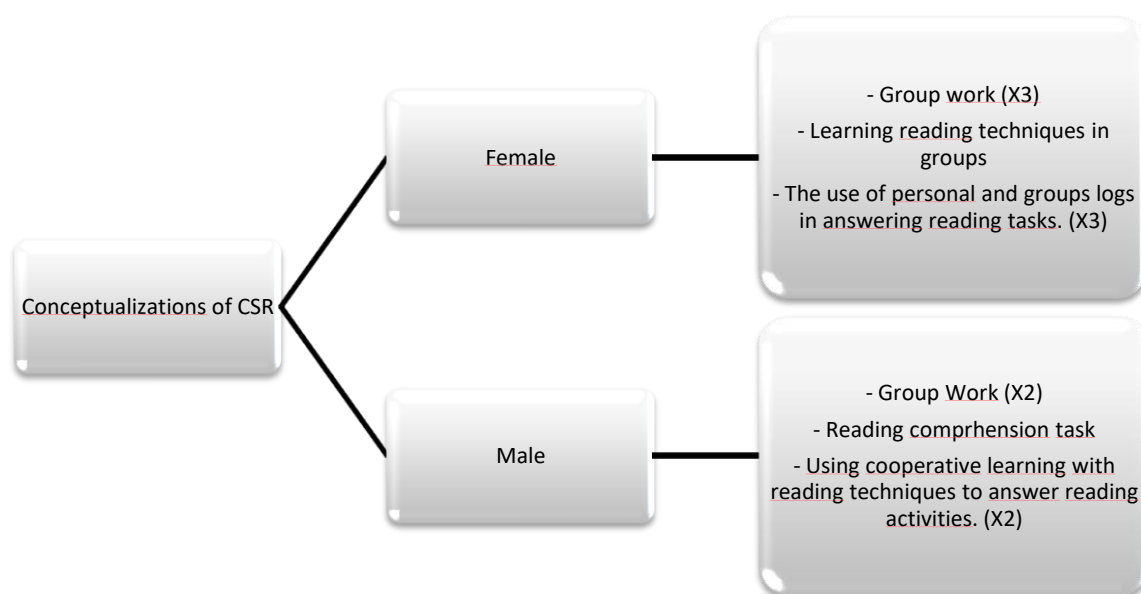 - Group work (X3)
- Learning reading techniques in
groups
- The use of personal and groups logs
in answering reading tasks. (X3)
Female
Conceptualizations of CSR
Male
- Group Work (X2)
- Reading comprhension task
- Using cooperative learning with
reading techniques to answer reading
activities. (X2)